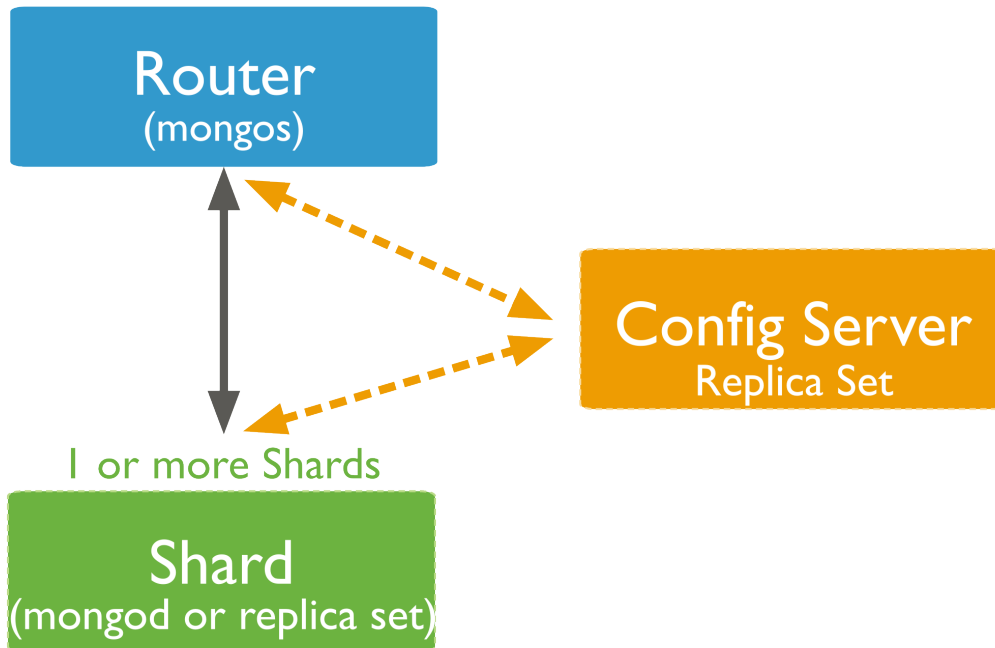 Router
(mongos)
Config Server
Replica Set
1 or more Shards
Shard
(mongod or replica set)